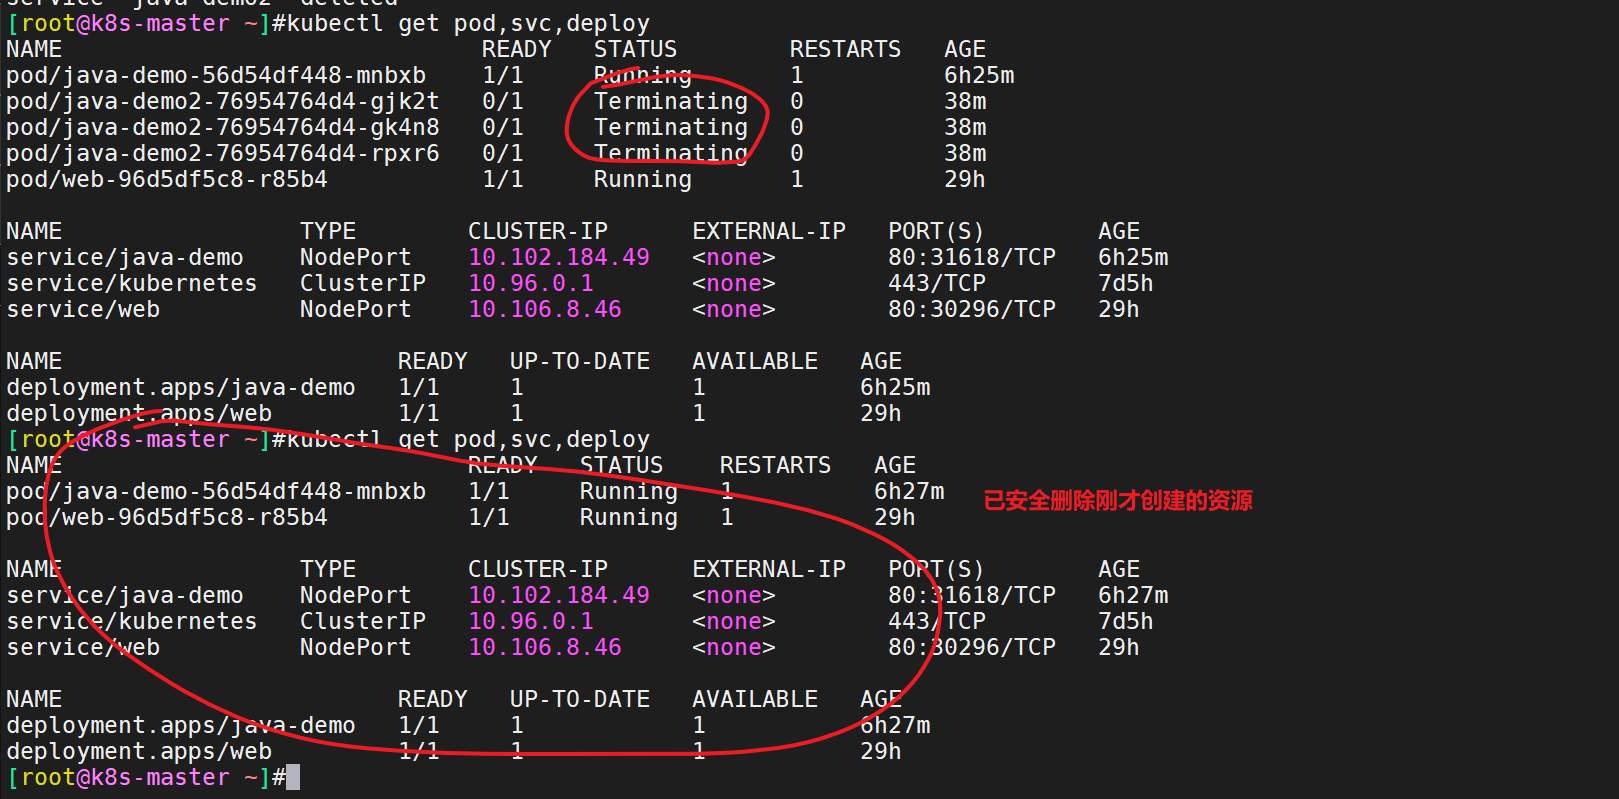 service "java-demo2" deleted
[root@k8s-master ~]#kubectl get pod,svc,deploy
NAME READY STATUS RESTARTS AGE
pod/java-demo-56d54df448-mnbxb 1/1 Running 1 6h25m
pod/java-demo2-76954764d4-gjk2t 0/1 Terminating 0 38m
pod/java-demo2-76954764d4-gk4n8 0/1 Terminating 0 38m
pod/java-demo2-76954764d4-rpxr6 0/1 Terminating 0 38m
pod/web-96d5df5c8-r85b4 1/1 Running 1 29h
NAME TYPE CLUSTER-IP EXTERNAL-IP PORT(S) AGE
service/java-demo NodePort 10.102.184.49 <none> 80:31618/TCP 6h25m
service/kubernetes ClusterIP 10.96.0.1 <none> 443/TCP 7d5h
service/web NodePort 10.106.8.46 <none> 80:30296/TCP 29h
NAME READY UP-TO-DATE AVAILABLE AGE
deployment.apps/java-demo 1/1 1 1 6h25m
deployment.apps/web 1/1 1 1 29h
[root@k8s-master ~]#kubectl get pod,svc,deploy
NAME READY STATUS RESTARTS AGE
pod/java-demo-56d54df448-mnbxb 1/1 Running 1 6h27m
已安全删除刚才创建的资源
pod/web-96d5df5c8-r85b4 1/1 Running 1 29h
NAME TYPE CLUSTER-IP EXTERNAL-IP PORT(S) AGE
service/java-demo NodePort 10.102.184.49 <none> 80:31618/TCP 6h27m
service/kubernetes ClusterIP 10.96.0.1 <none> 443/TCP 7d5h
service/web NodePort 10.106.8.46 <none> 80:30296/TCP 29h
NAME READY UP-TO-DATE AVAILABLE AGE
deployment.apps/java-demo 1/1 1 1 6h27m
deployment.apps/web 1/1 1 1 29h
[root@k8s-master ~]#